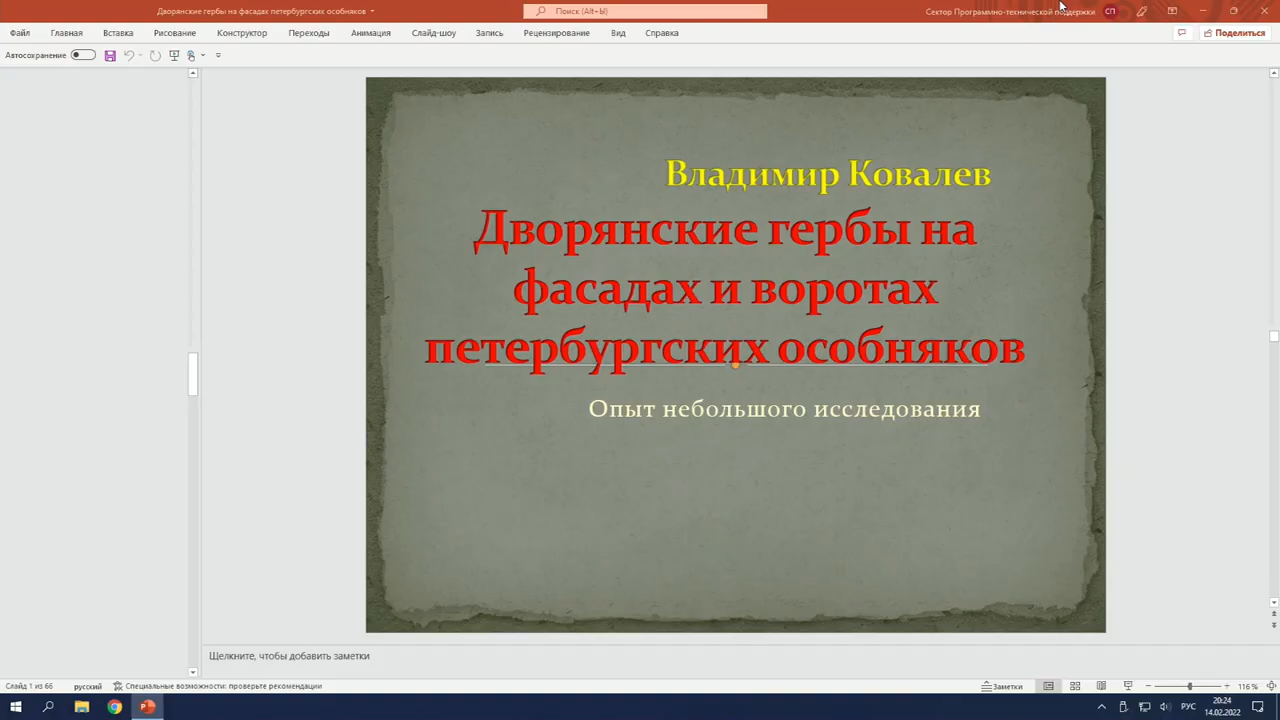 Дворянские гербы на фасадах петербургских особняков
Поиск (Alt+Ы)
Сектор Программно-технической поддержки
СП
Файл Главная Вставка Рисование Конструктор Переходы Анимация Слайд-шоу Запись Рецензирование Вид Справка
Поделиться
Автосохранение
Владимир Ковалев
Дворянские гербы на
фасадах и воротах
петербургских особняков
Опыт небольшого исследования
Щелкните, чтобы добавить заметки
Слайд 1 из 66 русский Специальные возможности: проверьте рекомендации
Заметки
116 %
РУС
20:24
14.02.2022